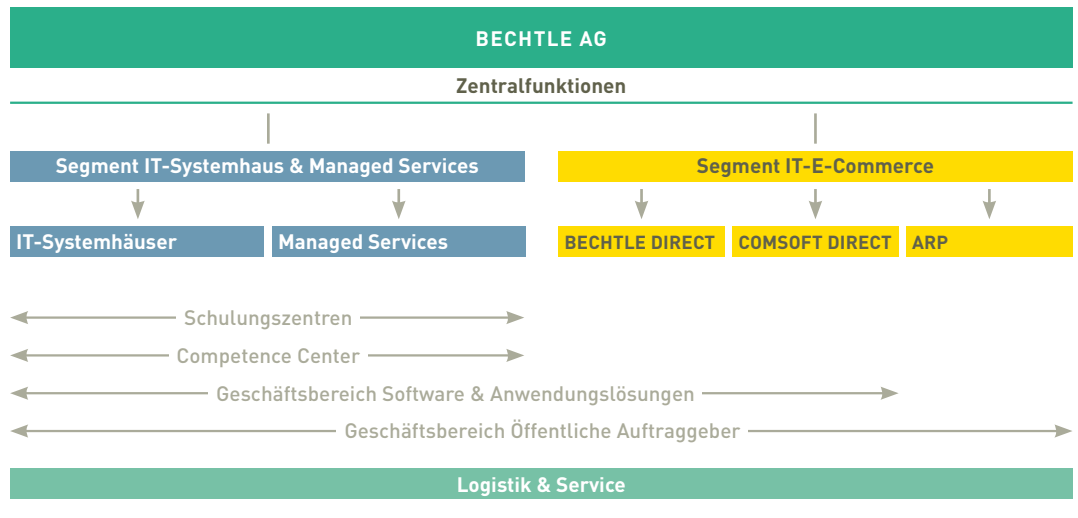 BECHTLE AG
Zentralfunktionen
Segment IT-Systemhaus & Managed Services
Segment IT-E-Commerce
IT-Systemhäuser
Managed Services
BECHTLE DIRECT
COMSOFT DIRECT
ARP
Schulungszentren
Competence Center
Geschäftsbereich Software & Anwendungslösungen
Geschäftsbereich Öffentliche Auftraggeber
Logistik & Service